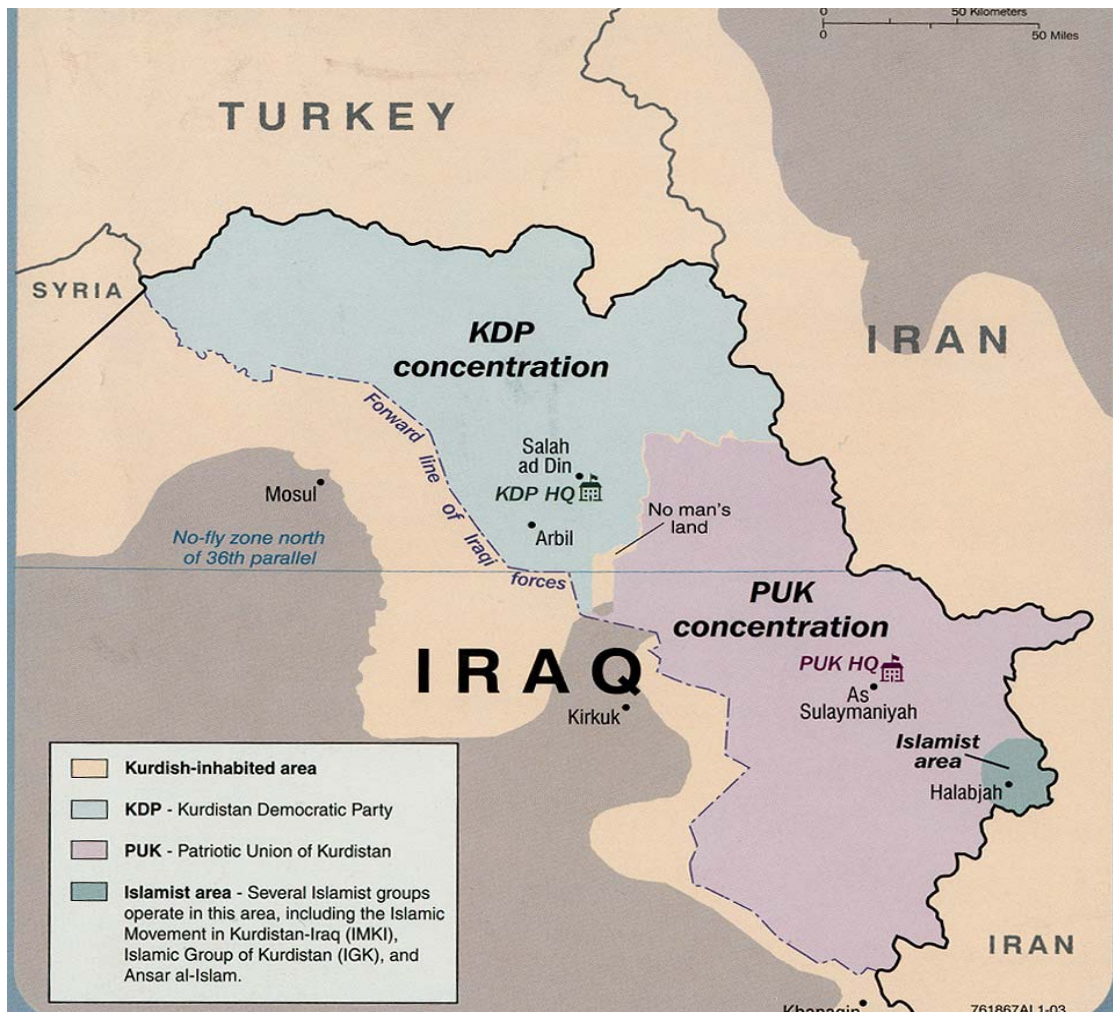 0 50 Kilometers
0 50 Miles
TURKEY
SYRIA
IRAN
KDP
concentration
Forward line of Iraqi forces
Salah
ad Din
KDP HQ
Mosul
Arbil
No man's
land
No-fly zone north
of 36th parallel
PUK
concentration
IRAQ
PUK HQ
As
Sulaymaniyah
Kirkuk
Islamist
area
Halabjah
Kurdish-inhabited area
KDP - Kurdistan Democratic Party
PUK - Patriotic Union of Kurdistan
Islamist area - Several Islamist groups
operate in this area, including the Islamic
Movement in Kurdistan-Iraq (IMKI),
Islamic Group of Kurdistan (IGK), and
Ansar al-Islam.
IRAN
Khanaqin
761867AI 1-03